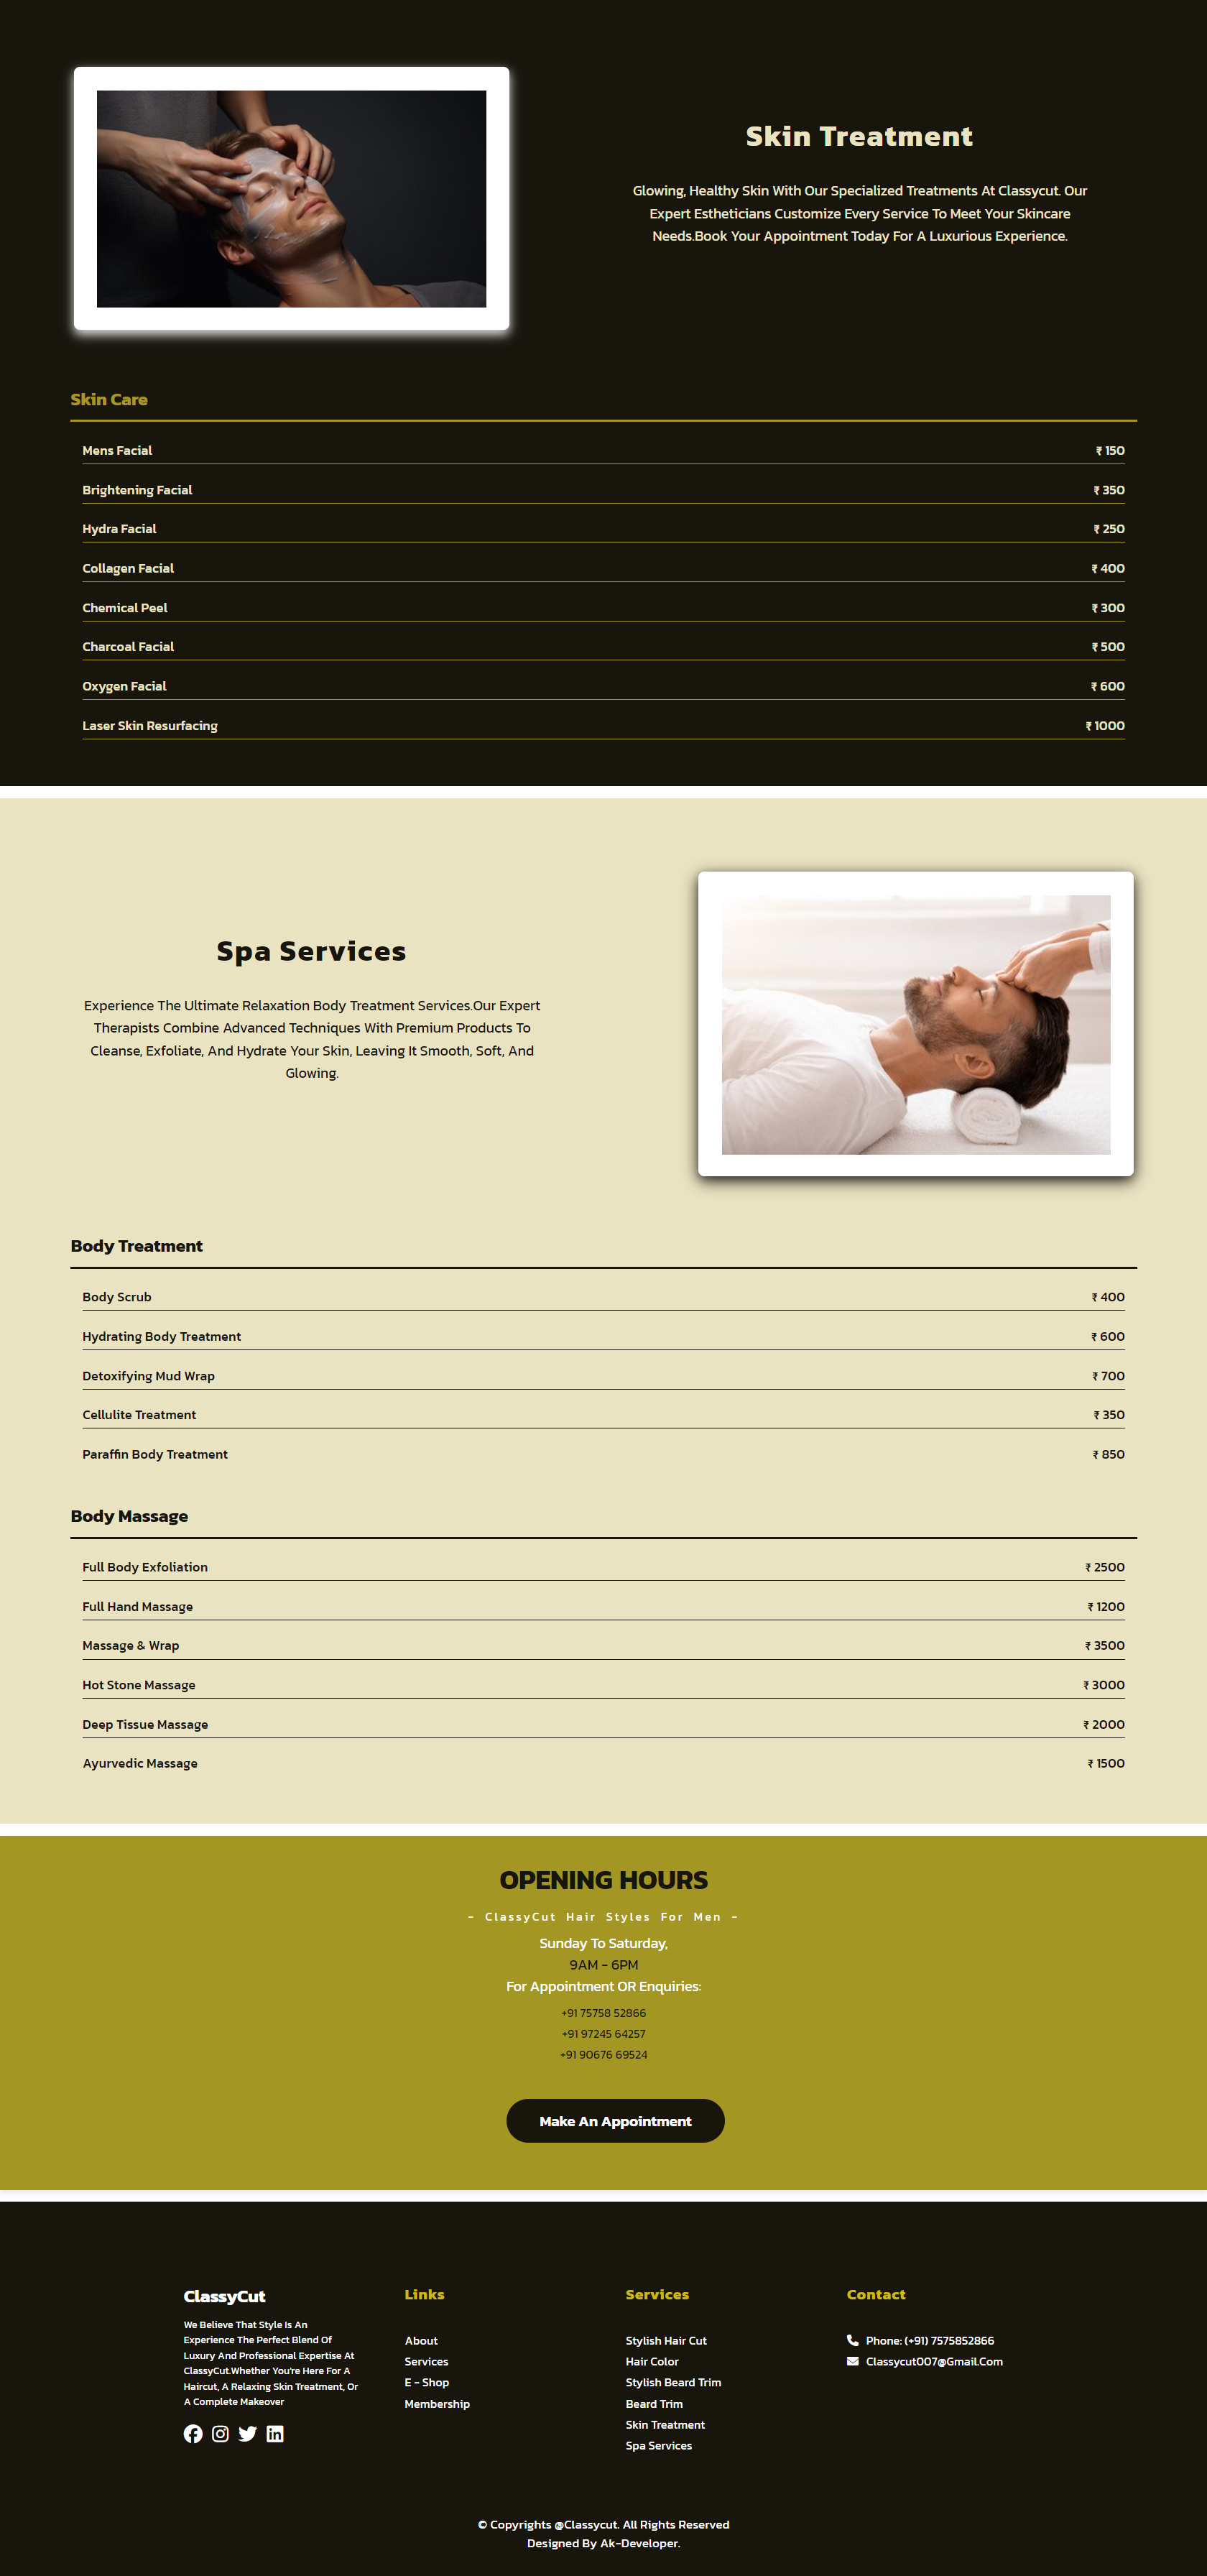 Skin Treatment
Glowing, Healthy Skin With Our Specialized Treatments At Classycut. Our
Expert Estheticians Customize Every Service To Meet Your Skincare
Needs.Book Your Appointment Today For A Luxurious Experience.
Skin Care
Mens Facial ₹ 150
Brightening Facial ₹ 350
Hydra Facial ₹ 250
Collagen Facial ₹ 400
Chemical Peel ₹ 300
Charcoal Facial ₹ 500
Oxygen Facial ₹ 600
Laser Skin Resurfacing ₹ 1000
Spa Services
Experience The Ultimate Relaxation Body Treatment Services.Our Expert
Therapists Combine Advanced Techniques With Premium Products To
Cleanse, Exfoliate, And Hydrate Your Skin, Leaving It Smooth, Soft, And
Glowing.
Body Treatment
Body Scrub ₹ 400
Hydrating Body Treatment ₹ 600
Detoxifying Mud Wrap ₹ 700
Cellulite Treatment ₹ 350
Paraffin Body Treatment ₹ 850
Body Massage
Full Body Exfoliation ₹ 2500
Full Hand Massage ₹ 1200
Massage & Wrap ₹ 3500
Hot Stone Massage ₹ 3000
Deep Tissue Massage ₹ 2000
Ayurvedic Massage ₹ 1500
OPENING HOURS
- ClassyCut Hair Styles For Men -
Sunday To Saturday,
9AM - 6PM
For Appointment OR Enquiries:
+91 75758 52866
+91 97245 64257
+91 90676 69524
Make An Appointment
ClassyCut
We Believe That Style Is An
Experience The Perfect Blend Of
Luxury And Professional Expertise At
ClassyCut.Whether You're Here For A
Haircut, A Relaxing Skin Treatment, Or
A Complete Makeover
Links
About
Services
E - Shop
Membership
Services
Stylish Hair Cut
Hair Color
Stylish Beard Trim
Beard Trim
Skin Treatment
Spa Services
Contact
Phone: (+91) 7575852866
Classycut007@Gmail.Com
© Copyrights @Classycut. All Rights Reserved
Designed By Ak-Developer.